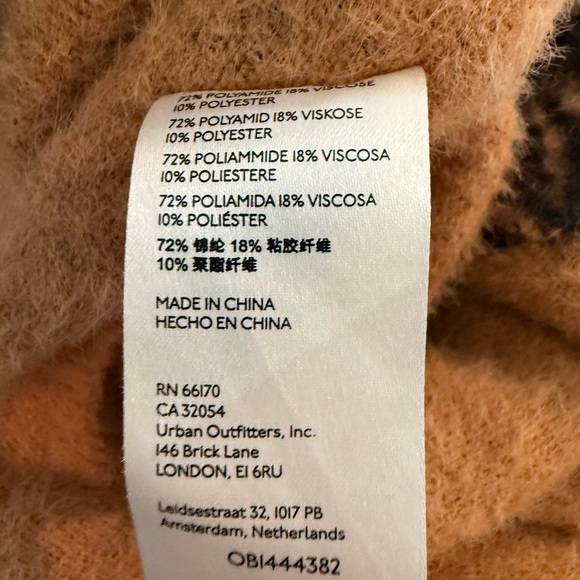 72% POLYAMIDE 18% VISCOSE
10% POLYESTER
72% POLYAMID 18% VISKOSE
10% POLYESTER
72% POLIAMMIDE 18% VISCOSA
10% POLIESTERE
72% POLIAMIDA 18% VISCOSA
10% POLIÉSTER
72% 锦纶 18% 粘胶纤维
10% 聚酯纤维
MADE IN CHINA
HECHO EN CHINA
RN 66170
CA 32054
Urban Outfitters, Inc.
146 Brick Lane
LONDON, E1 6RU
Leidsestraat 32, 1017 PB
Amsterdam, Netherlands
OB1444382